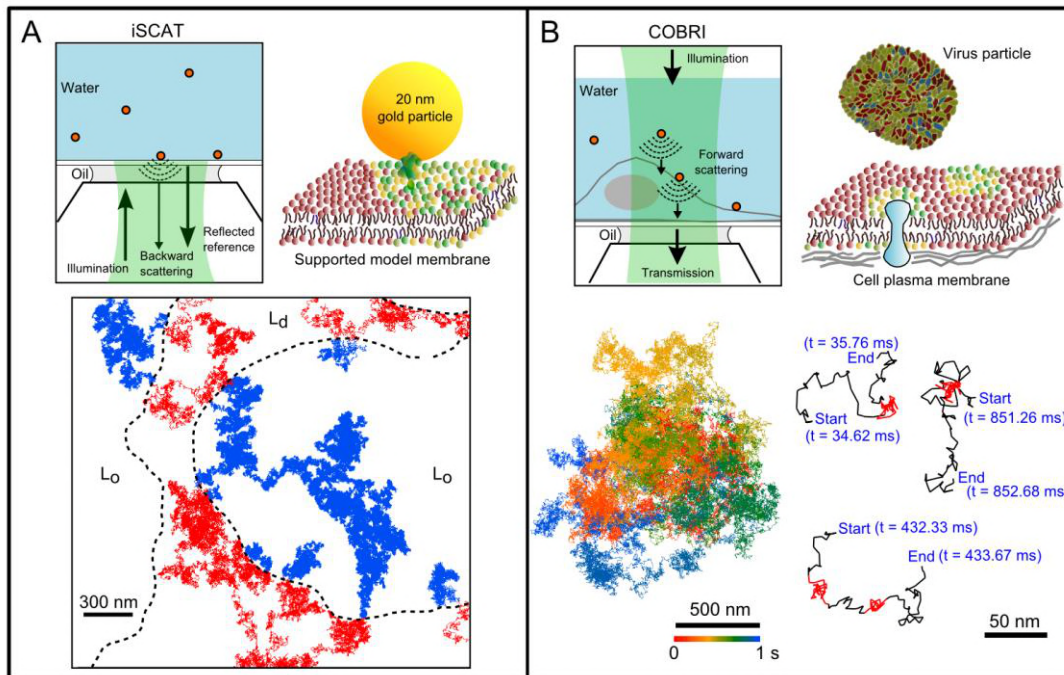 A
iSCAT
Water
Oil
Illumination
Backward
scattering
Reflected
reference
20 nm
gold particle
Supported model membrane
Ld
Lo
Lo
300 nm
B
COBRI
Illumination
Water
Forward
scattering
Oil
Transmission
Virus particle
Cell plasma membrane
500 nm
0 1 s
(t = 35.76 ms)
End
Start
(t = 34.62 ms)
Start
(t = 851.26 ms)
End
(t = 852.68 ms)
Start (t = 432.33 ms)
End (t = 433.67 ms)
50 nm